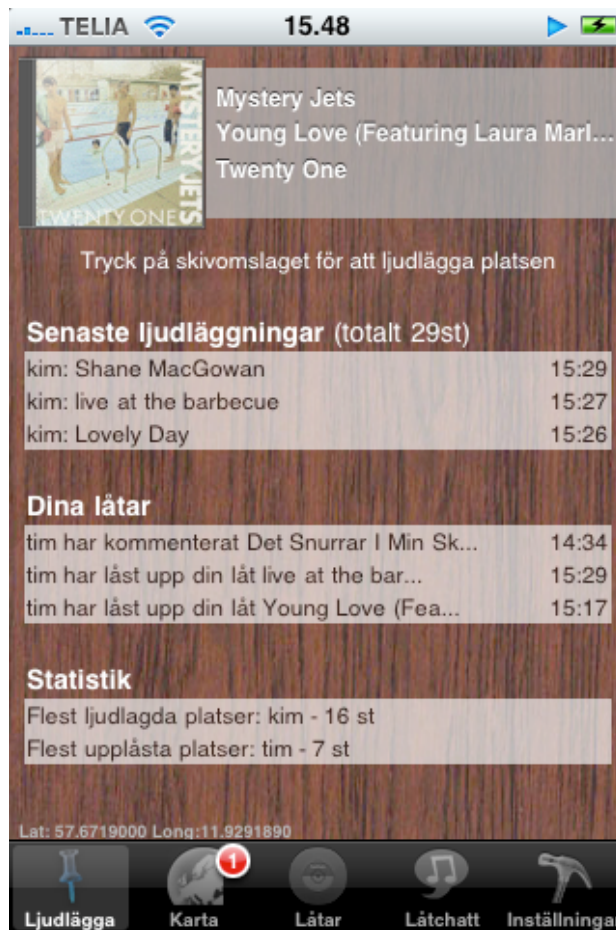 TELIA 15.48
MYSTERY JETS
TWENTY ONE
Mystery Jets
Young Love (Featuring Laura Marl...
Twenty One
Tryck på skivomslaget för att ljudlägga platsen
Senaste ljudläggningar (totalt 29st)
kim: Shane MacGowan 15:29
kim: live at the barbecue 15:27
kim: Lovely Day 15:26
Dina låtar
tim har kommenterat Det Snurrar I Min Sk... 14:34
tim har låst upp din låt live at the bar... 15:29
tim har låst upp din låt Young Love (Fea... 15:17
Statistik
Flest ljudlagda platser: kim - 16 st
Flest upplåsta platser: tim - 7 st
Lat: 57.6719000 Long:11.9291890
1
Ljudlägga Karta Låtar Låtchatt Inställningar